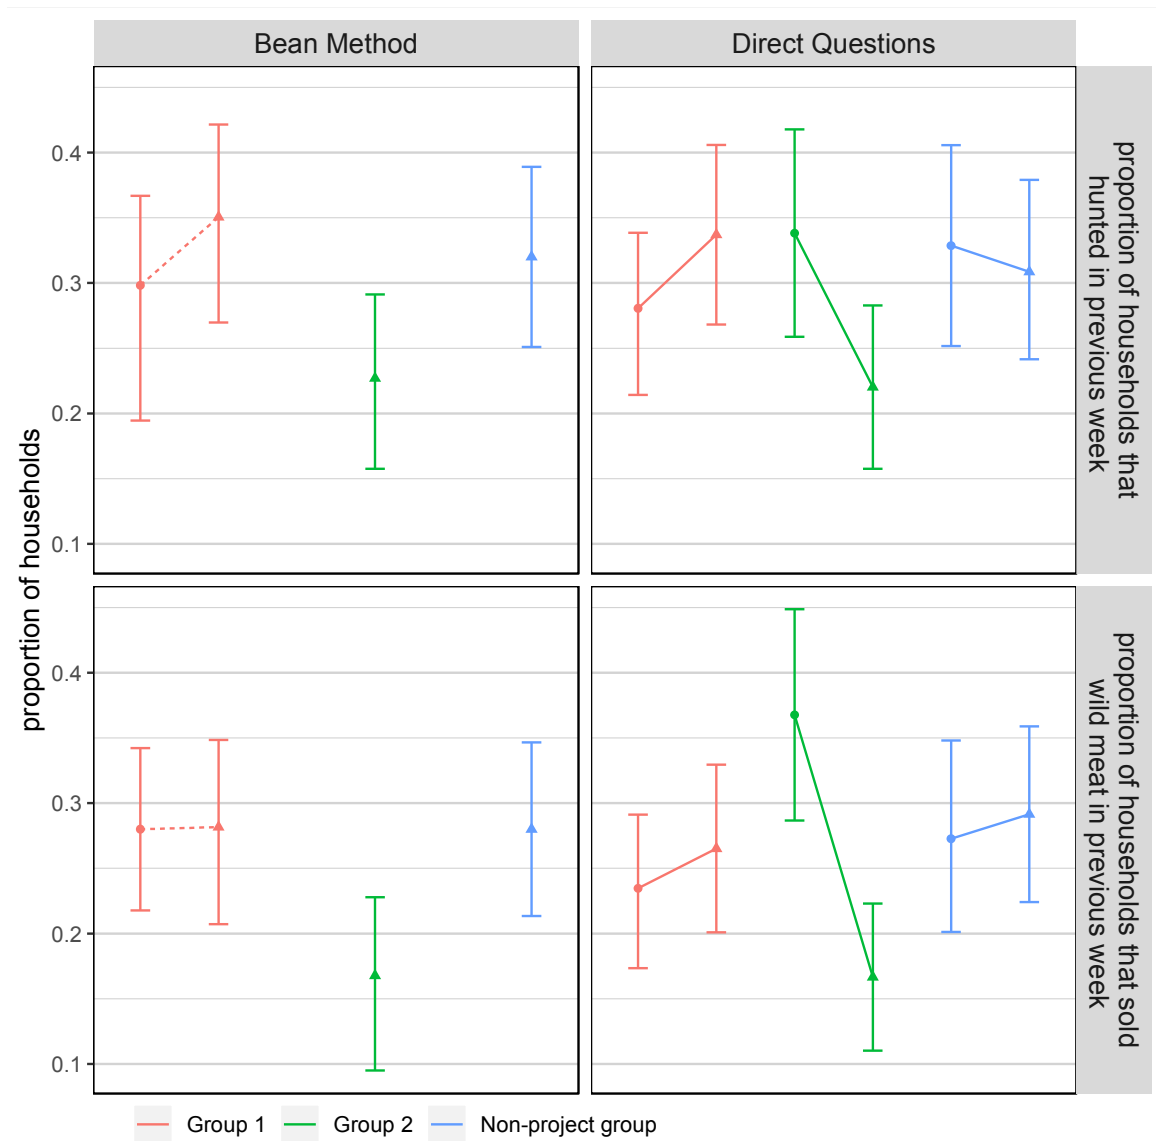 Bean Method
Direct Questions
proportion of households
0.4
0.3
0.2
0.1
proportion of households that
hunted in previous week
0.4
0.3
0.2
0.1
proportion of households that sold
wild meat in previous week
Group 1
Group 2
Non-project group